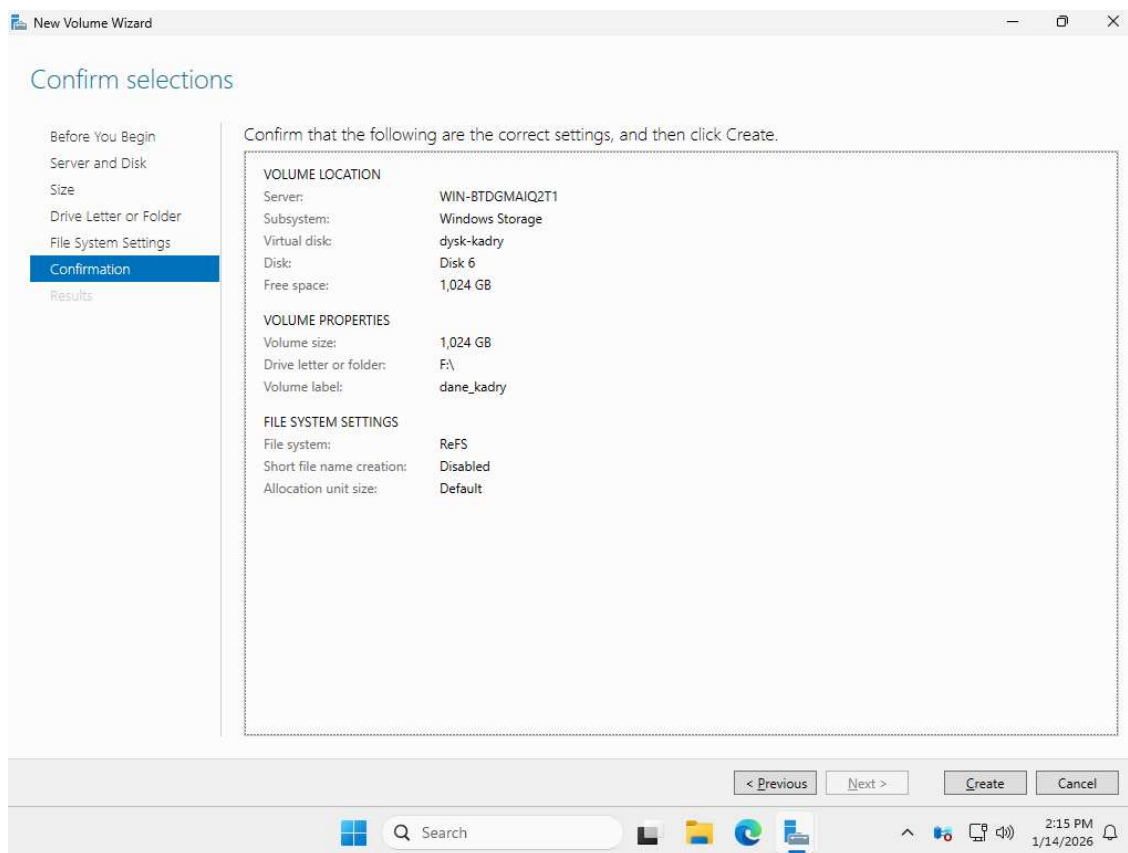 New Volume Wizard
Confirm selections
Before You Begin
Server and Disk
Size
Drive Letter or Folder
File System Settings
Confirmation
Results
Confirm that the following are the correct settings, and then click Create.
VOLUME LOCATION
Server: WIN-BTDGMAIQ2T1
Subsystem: Windows Storage
Virtual disk: dysk-kadry
Disk: Disk 6
Free space: 1,024 GB
VOLUME PROPERTIES
Volume size: 1,024 GB
Drive letter or folder: F:\
Volume label: dane_kadry
FILE SYSTEM SETTINGS
File system: ReFS
Short file name creation: Disabled
Allocation unit size: Default
< Previous Next > Create Cancel
Search
2:15 PM
1/14/2026